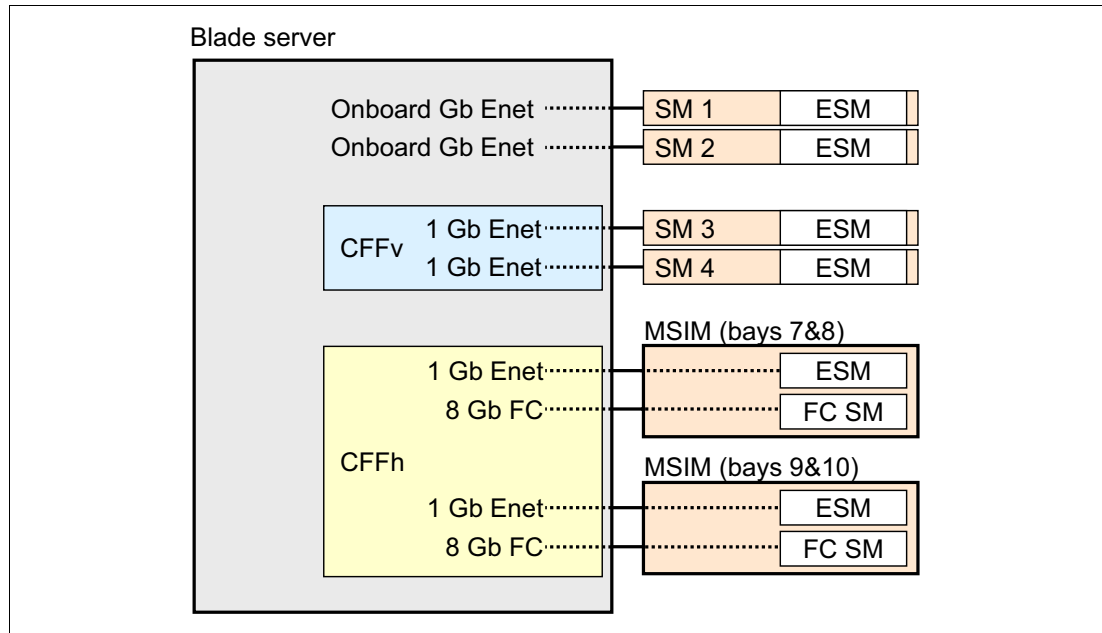 Blade server
Onboard Gb Enet SM 1 ESM
Onboard Gb Enet SM 2 ESM
CFFv
1 Gb Enet SM 3 ESM
1 Gb Enet SM 4 ESM
MSIM (bays 7&8)
1 Gb Enet ESM
8 Gb FC FC SM
CFFh
MSIM (bays 9&10)
1 Gb Enet ESM
8 Gb FC FC SM